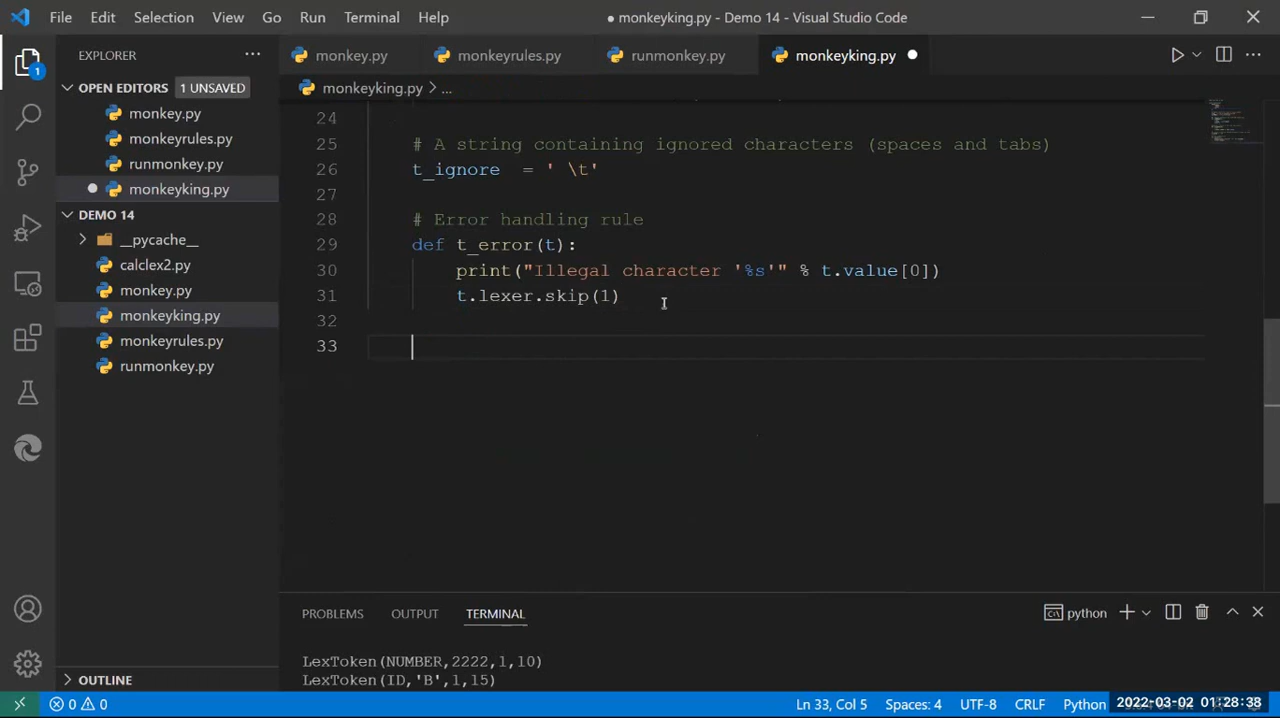 File Edit Selection View Go Run Terminal Help ● monkeyking.py - Demo 14 - Visual Studio Code
EXPLORER ···
monkey.py monkeyrules.py runmonkey.py monkeyking.py ●
OPEN EDITORS 1 UNSAVED
monkey.py
monkeyrules.py
runmonkey.py
● monkeyking.py
DEMO 14
__pycache__
calclex2.py
monkey.py
monkeyking.py
monkeyrules.py
runmonkey.py
OUTLINE
1
monkeyking.py > ...
24
25 # A string containing ignored characters (spaces and tabs)
26 t_ignore  = ' \t'
27
28 # Error handling rule
29 def t_error(t):
30 print("Illegal character '%s'" % t.value[0])
31 t.lexer.skip(1)
32
33
PROBLEMS OUTPUT TERMINAL python
LexToken(NUMBER,2222,1,10)
LexToken(ID,'B',1,15)
0 0 Ln 33, Col 5 Spaces: 4 UTF-8 CRLF Python
2022-03-02 01:28:38